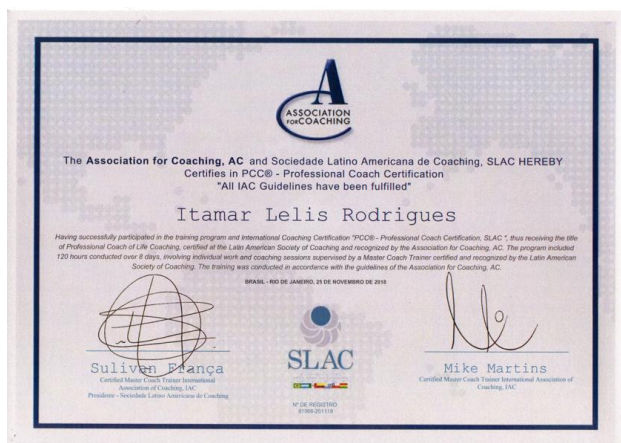 A
ASSOCIATION
FOR COACHING
The Association for Coaching, AC and Sociedade Latino Americana de Coaching, SLAC HEREBY
Certifies in PCC® - Professional Coach Certification
"All IAC Guidelines have been fulfilled"
Itamar Lelis Rodrigues
Having successfully participated in the training program and International Coaching Certification "PCC® - Professional Coach Certification, SLAC ", thus receiving the title
of Professional Coach of Life Coaching, certified at the Latin American Society of Coaching and recognized by the Association for Coaching, AC. The program included
120 hours conducted over 8 days, involving individual work and coaching sessions supervised by a Master Coach Trainer certified and recognized by the Latin American
Society of Coaching. The training was conducted in accordance with the guidelines of the Association for Coaching, AC.
BRASIL - RIO DE JANEIRO, 25 DE NOVEMBRO DE 2018
Sulivan França
Certified Master Coach Trainer International
Association of Coaching, IAC
Presidente - Sociedade Latino Americana de Coaching
SLAC
Nº DE REGISTRO
Mike Martins
Certified Master Coach Trainer International Association of
Coaching, IAC